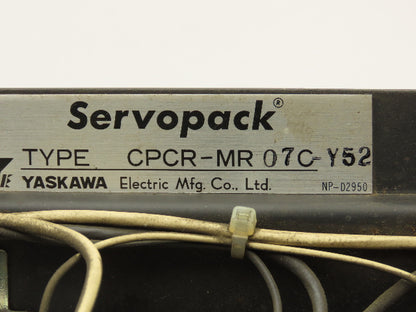 Servopack®
TYPE CPCR-MR 07C-Y52
YASKAWA Electric Mfg. Co., Ltd. NP-D2950